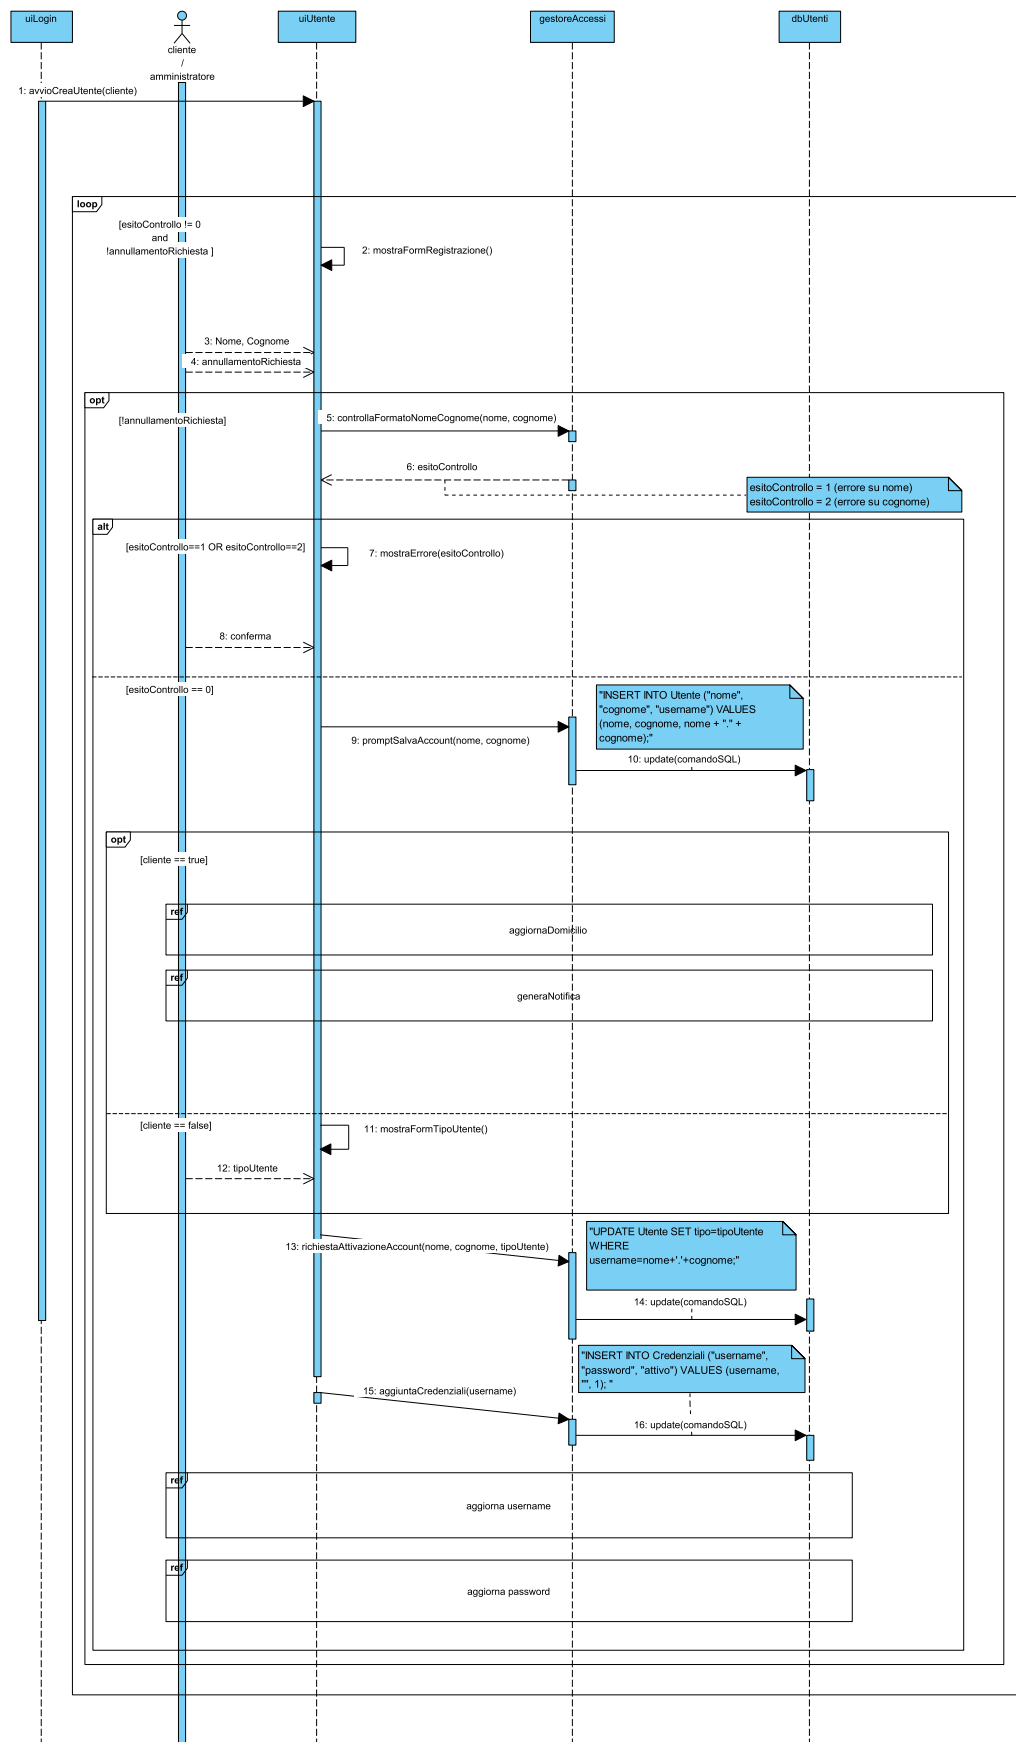 uiLogin
cliente
/
amministratore
uiUtente
gestoreAccessi
dbUtenti
1: avvioCreaUtente(cliente)
loop
[esitoControllo != 0
and
!annullamentoRichiesta ]
2: mostraFormRegistrazione()
3: Nome, Cognome
4: annullamentoRichiesta
opt
[!annullamentoRichiesta]
5: controllaFormatoNomeCognome(nome, cognome)
6: esitoControllo
esitoControllo = 1 (errore su nome)
esitoControllo = 2 (errore su cognome)
alt
[esitoControllo==1 OR esitoControllo==2]
7: mostraErrore(esitoControllo)
8: conferma
[esitoControllo == 0]
"INSERT INTO Utente ("nome",
"cognome", "username") VALUES
(nome, cognome, nome + "." +
cognome);"
9: promptSalvaAccount(nome, cognome)
10: update(comandoSQL)
opt
[cliente == true]
ref
aggiornaDomicilio
ref
generaNotifica
[cliente == false]
11: mostraFormTipoUtente()
12: tipoUtente
"UPDATE Utente SET tipo=tipoUtente
WHERE
username=nome+'.'+cognome;"
13: richiestaAttivazioneAccount(nome, cognome, tipoUtente)
14: update(comandoSQL)
"INSERT INTO Credenziali ("username",
"password", "attivo") VALUES (username,
"", 1); "
15: aggiuntaCredenziali(username)
16: update(comandoSQL)
ref
aggiorna username
ref
aggiorna password